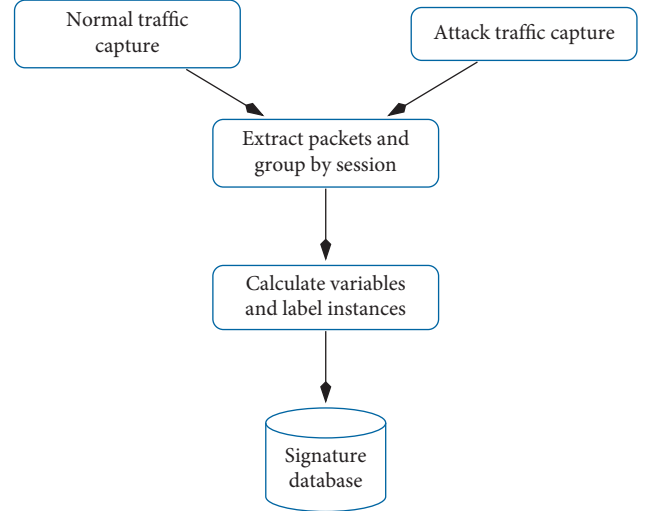 Normal traffic
capture
Attack traffic capture
Extract packets and
group by session
Calculate variables
and label instances
Signature
database